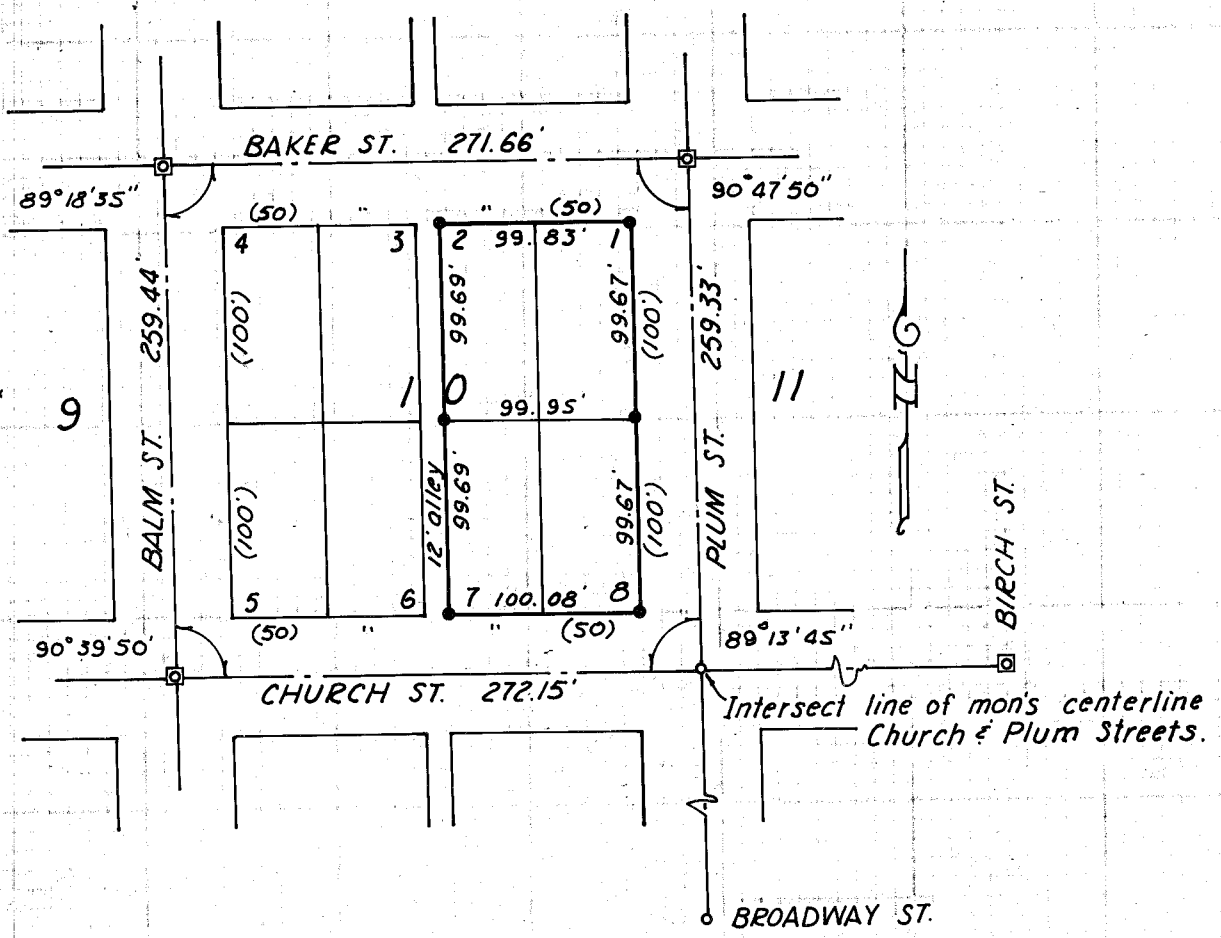 BAKER ST. 271.66'
89°18'35"
90°47'50"
(50) " " (50)
4 3 2 99.83' 1
BALM ST. 259.44'
(100')
99.69'
99.67'
(100')
PLUM ST. 259.33'
9
10
11
N
99.95'
(100')
12' alley
99.69'
99.67'
(100')
BIRCH ST.
5 6 7 100.08' 8
(50) " " (50)
90°39'50'
89°13'45"
CHURCH ST. 272.15'
Intersect line of mon's centerline
Church & Plum Streets.
BROADWAY ST.